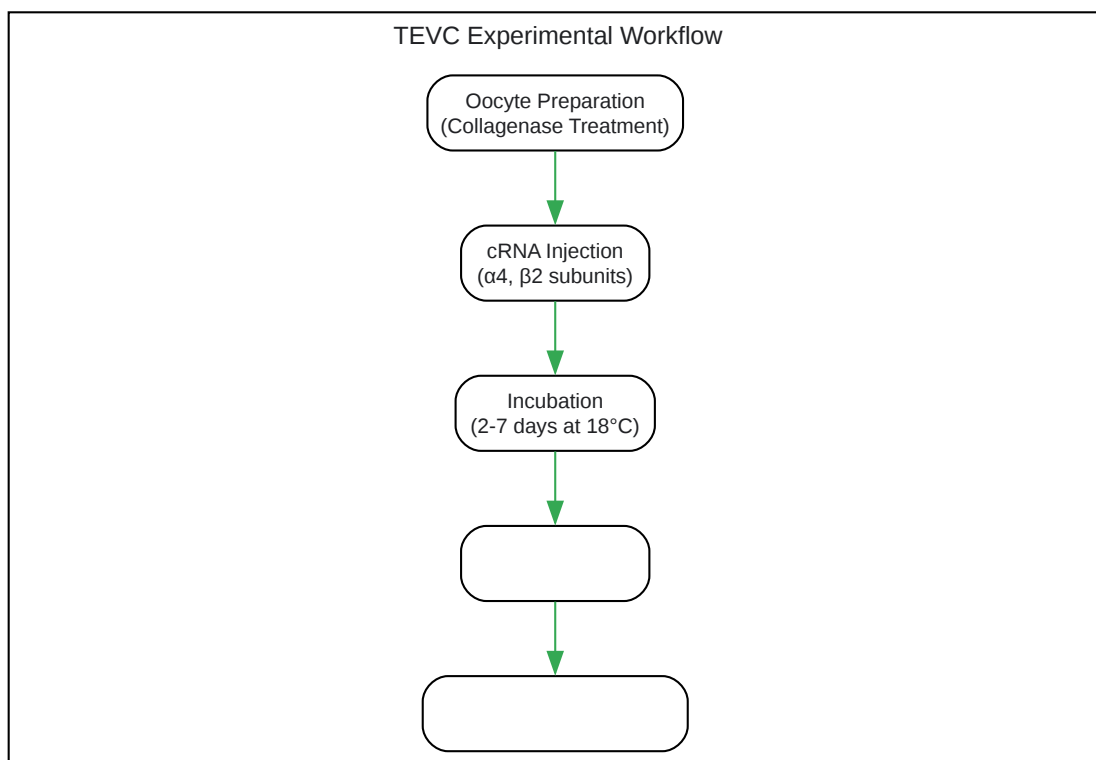 TEVC Experimental Workflow
Oocyte Preparation
(Collagenase Treatment)
cRNA Injection
(α4, β2 subunits)
Incubation
(2-7 days at 18°C)